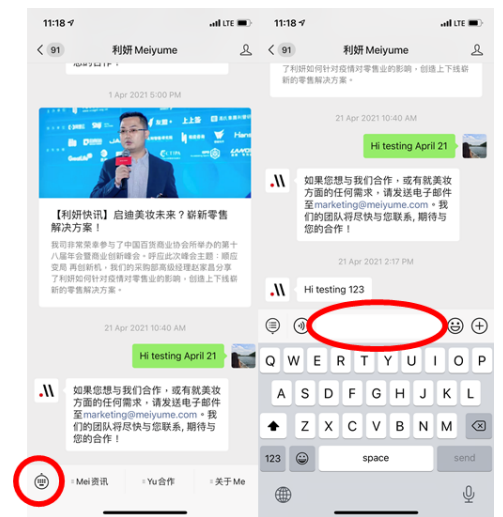 11:18
LTE
91
利妍 Meiyume
1 Apr 2021 5:00 PM
【利妍快讯】启迪美妆未来？崭新零售
解决方案！
我司非常荣幸参与了中国百货商业协会所举办的第十
八届年会暨商业创新峰会。呼应此次峰会主题：顺应
变局 再创新机，我们的采购部高级经理赵家昌分享
了利妍如何针对疫情对零售业的影响，创造上下线崭
新的零售解决方案。
21 Apr 2021 10:40 AM
Hi testing April 21
如果您想与我们合作，或有就美妆
方面的任何需求，请发送电子邮件
至marketing@meiyume.com。我
们的团队将尽快与您联系, 期待与
您的合作！
Mei 资讯
Yu 合作
关于 Me
11:18
LTE
91
利妍 Meiyume
了利妍如何针对疫情对零售业的影响，创造上下线崭
新的零售解决方案。
21 Apr 2021 10:40 AM
Hi testing April 21
如果您想与我们合作，或有就美妆
方面的任何需求，请发送电子邮件
至marketing@meiyume.com。我
们的团队将尽快与您联系, 期待与
您的合作！
21 Apr 2021 2:17 PM
Hi testing 123
Q W E R T Y U I O P
A S D F G H J K L
Z X C V B N M
123 space send